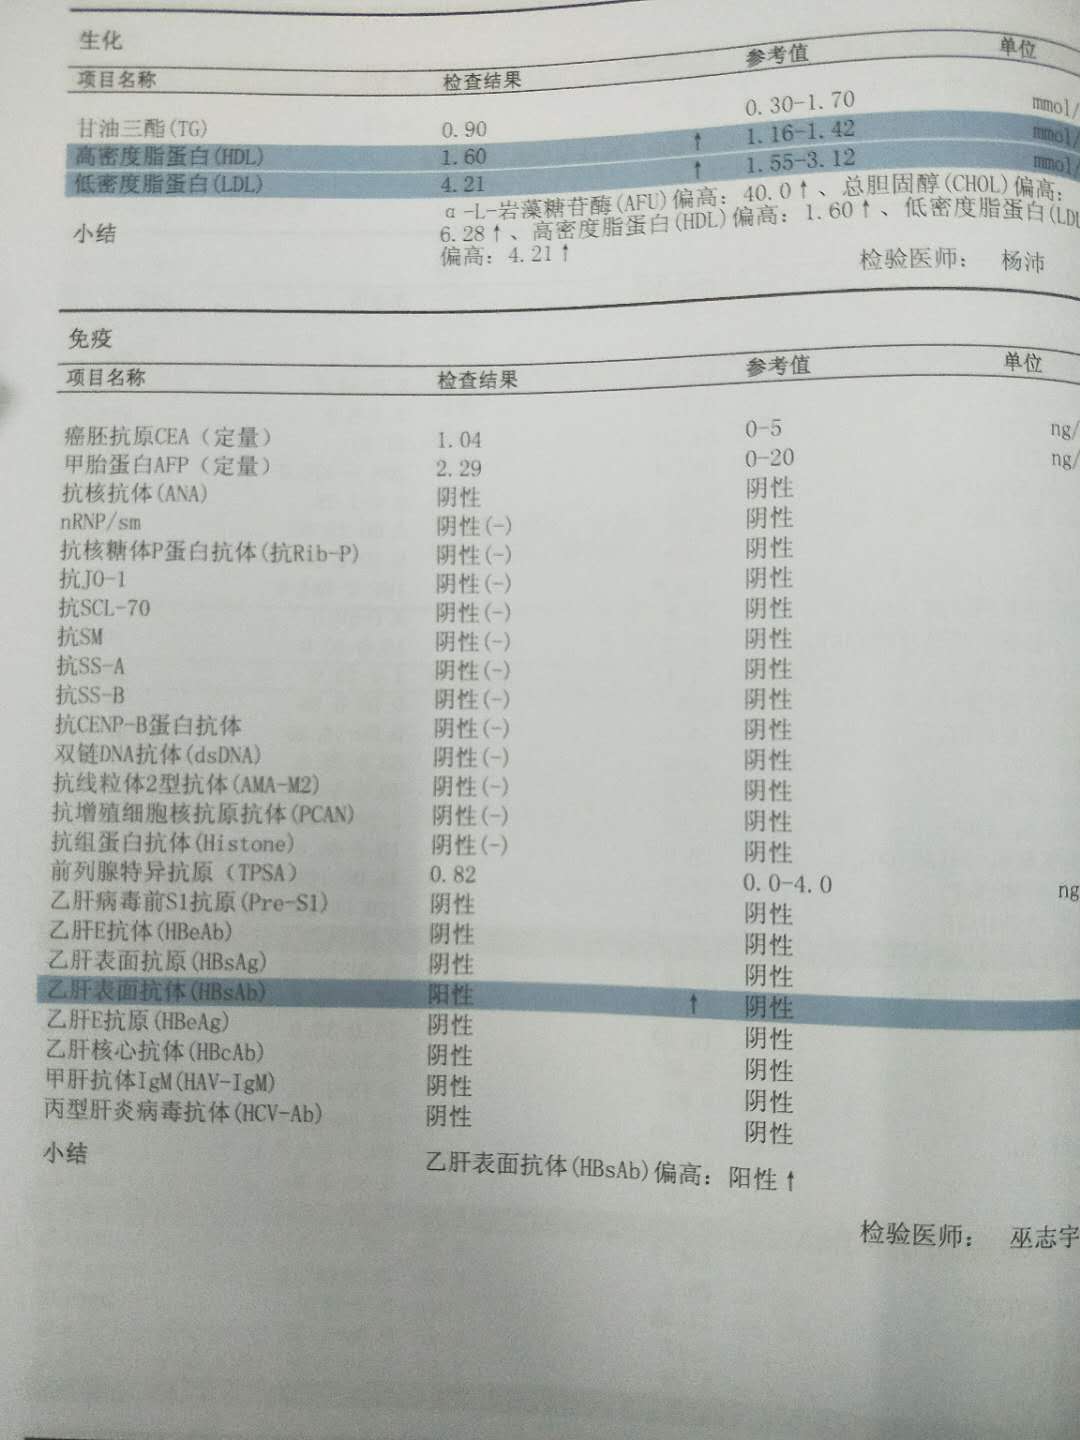 生化
项目名称 检查结果 参考值 单位
甘油三酯(TG) 0.90 0.30-1.70 mmol/
高密度脂蛋白(HDL) 1.60 ↑ 1.16-1.42 mmol/
低密度脂蛋白(LDL) 4.21 ↑ 1.55-3.12 mmol/
小结 α-L-岩藻糖苷酶(AFU)偏高: 40.0↑、总胆固醇(CHOL)偏高:
6.28↑、高密度脂蛋白(HDL)偏高: 1.60↑、低密度脂蛋白(LDL
偏高: 4.21↑
检验医师: 杨沛
免疫
项目名称 检查结果 参考值 单位
癌胚抗原CEA（定量） 1.04 0-5 ng/
甲胎蛋白AFP（定量） 2.29 0-20 ng/
抗核抗体(ANA) 阴性 阴性
nRNP/sm 阴性(-) 阴性
抗核糖体P蛋白抗体(抗Rib-P) 阴性(-) 阴性
抗JO-1 阴性(-) 阴性
抗SCL-70 阴性(-) 阴性
抗SM 阴性(-) 阴性
抗SS-A 阴性(-) 阴性
抗SS-B 阴性(-) 阴性
抗CENP-B蛋白抗体 阴性(-) 阴性
双链DNA抗体(dsDNA) 阴性(-) 阴性
抗线粒体2型抗体(AMA-M2) 阴性(-) 阴性
抗增殖细胞核抗原抗体(PCAN) 阴性(-) 阴性
抗组蛋白抗体(Histone) 阴性(-) 阴性
前列腺特异抗原（TPSA） 0.82 0.0-4.0 ng
乙肝病毒前S1抗原(Pre-S1) 阴性 阴性
乙肝E抗体(HBeAb) 阴性 阴性
乙肝表面抗原(HBsAg) 阴性 阴性
乙肝表面抗体(HBsAb) 阳性 ↑ 阴性
乙肝E抗原(HBeAg) 阴性 阴性
乙肝核心抗体(HBcAb) 阴性 阴性
甲肝抗体IgM(HAV-IgM) 阴性 阴性
丙型肝炎病毒抗体(HCV-Ab) 阴性 阴性
小结 乙肝表面抗体(HBsAb)偏高: 阳性↑
检验医师: 巫志宇